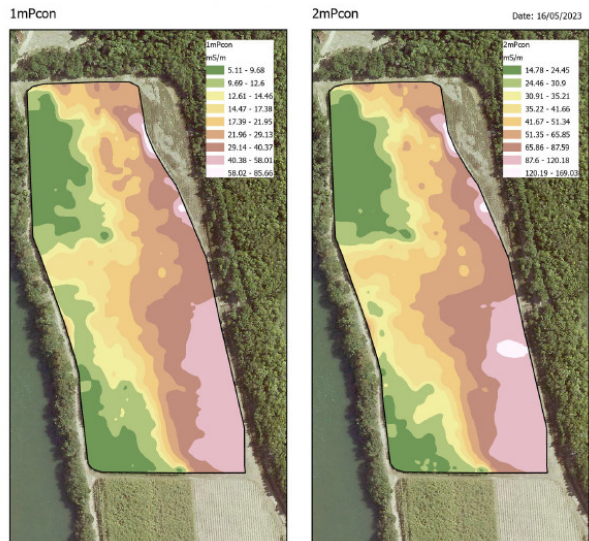 1mPcon
2mPcon
Date: 16/05/2023
1mPcon
mS/m
5.11 - 9.68
9.69 - 12.6
12.61 - 14.46
14.47 - 17.38
17.39 - 21.95
21.96 - 29.13
29.14 - 40.37
40.38 - 58.01
58.02 - 85.66
2mPcon
mS/m
14.78 - 24.45
24.46 - 30.9
30.91 - 35.21
35.22 - 41.66
41.67 - 51.34
51.35 - 65.85
65.86 - 87.59
87.6 - 120.18
120.19 - 169.03